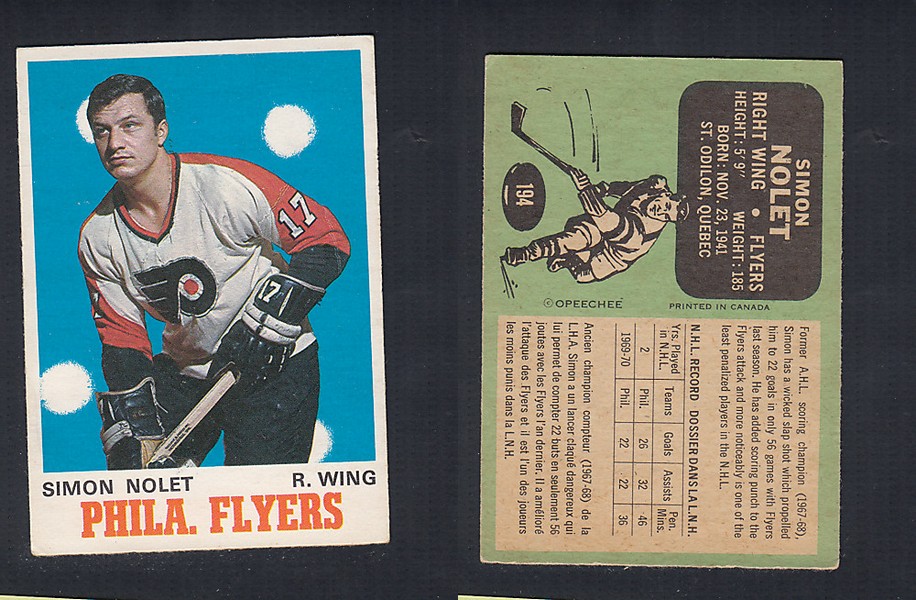 17
17
SIMON NOLET R. WING
PHILA. FLYERS
SIMON
NOLET
RIGHT WING • FLYERS
HEIGHT: 5' 9" WEIGHT: 185
BORN: NOV. 23, 1941
ST. ODILON, QUEBEC
194
© OPEECHEE
PRINTED IN CANADA
Former A.H.L. scoring champion (1967-68),
Simon has a wicked slap shot which propelled
him to 22 goals in only 56 games with Flyers
last season. He has added scoring punch to the
Flyers attack and more noticeably is one of the
least penalized players in the N.H.L.
N.H.L. RECORD DOSSIER DANS LA L.N.H.
Yrs. Played in N.H.L. Teams Goals Assists Pen. Mins.
2 Phil. 26 32 46
1969-70 Phil. 22 22 36
Ancien champion compteur (1967-68) de la
L.H.A. Simon a un lancer claqué dangereux qui
lui permet de compter 22 buts en seulement 56
joutes avec les Flyers l'an dernier. Il a amélioré
l'attaque des Flyers et il est l'un des joueurs
les moins punis dans la L.N.H.